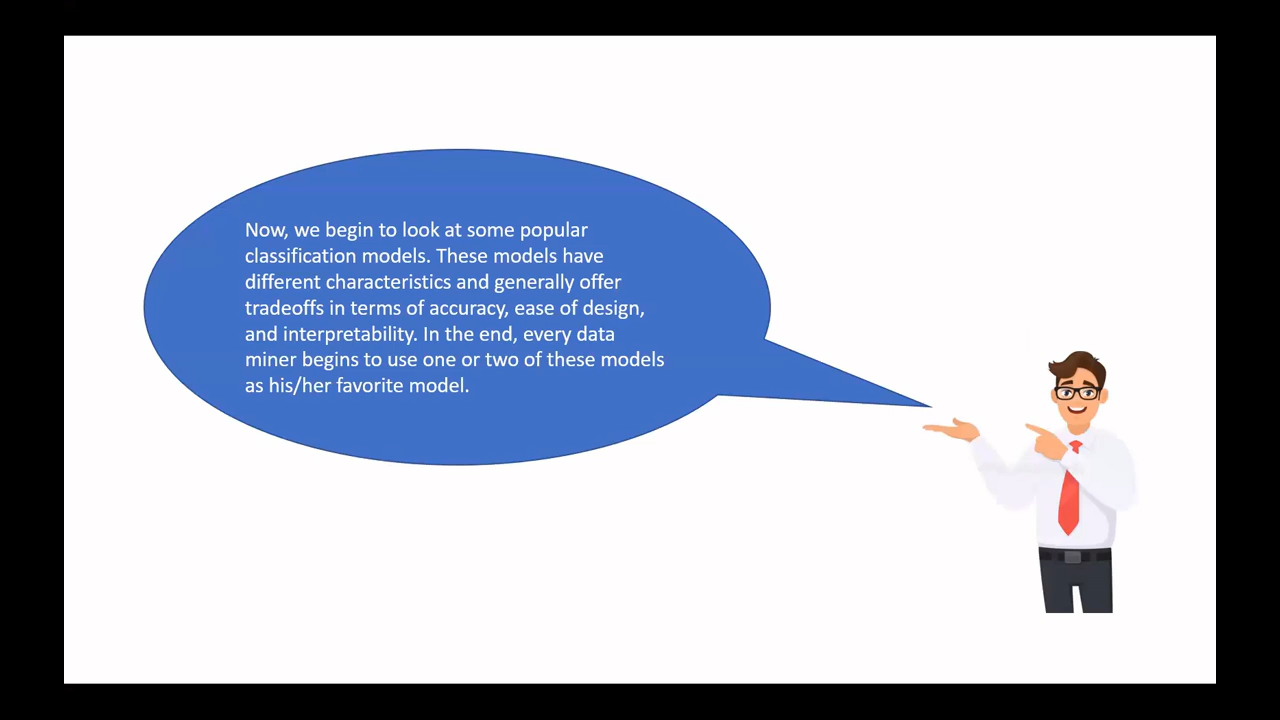 Now, we begin to look at some popular
classification models. These models have
different characteristics and generally offer
tradeoffs in terms of accuracy, ease of design,
and interpretability. In the end, every data
miner begins to use one or two of these models
as his/her favorite model.